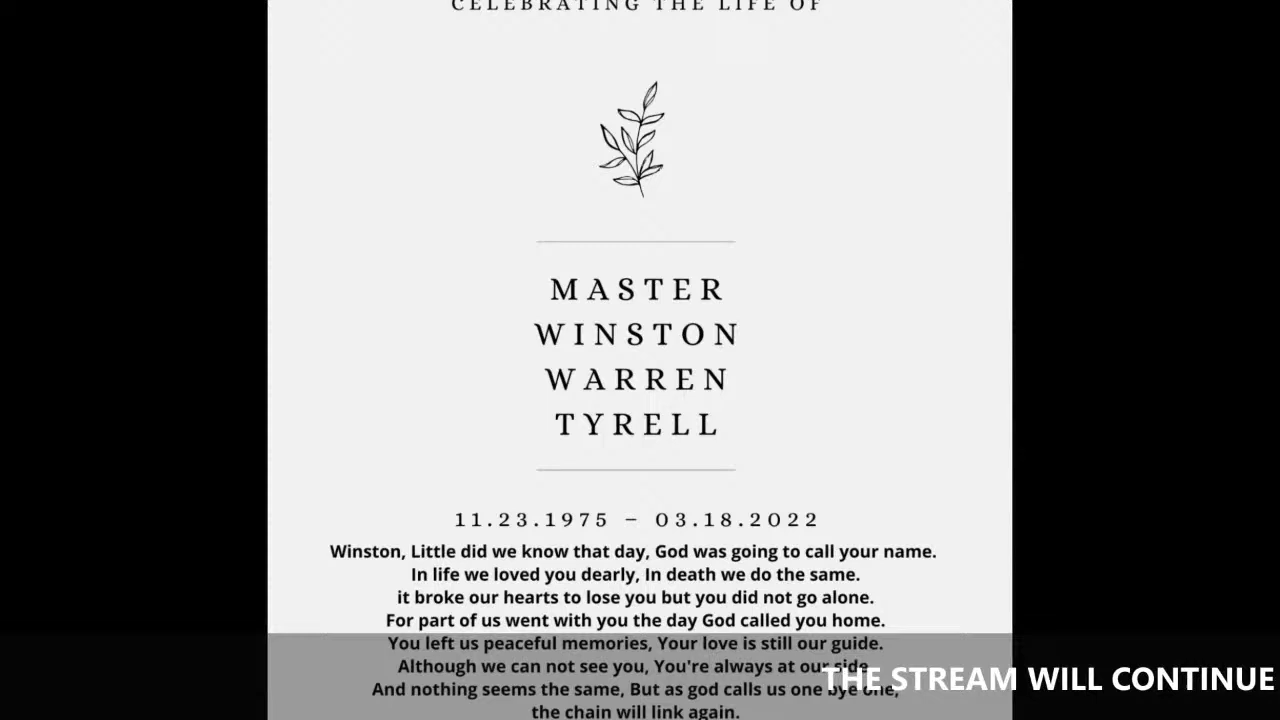 CELEBRATING THE LIFE OF
MASTER
WINSTON
WARREN
TYRELL
11.23.1975 – 03.18.2022
Winston, Little did we know that day, God was going to call your name.
In life we loved you dearly, In death we do the same.
it broke our hearts to lose you but you did not go alone.
For part of us went with you the day God called you home.
You left us peaceful memories, Your love is still our guide.
Although we can not see you, You're always at our side
And nothing seems the same, But as god calls us one bye one,
the chain will link again.
THE STREAM WILL CONTINUE